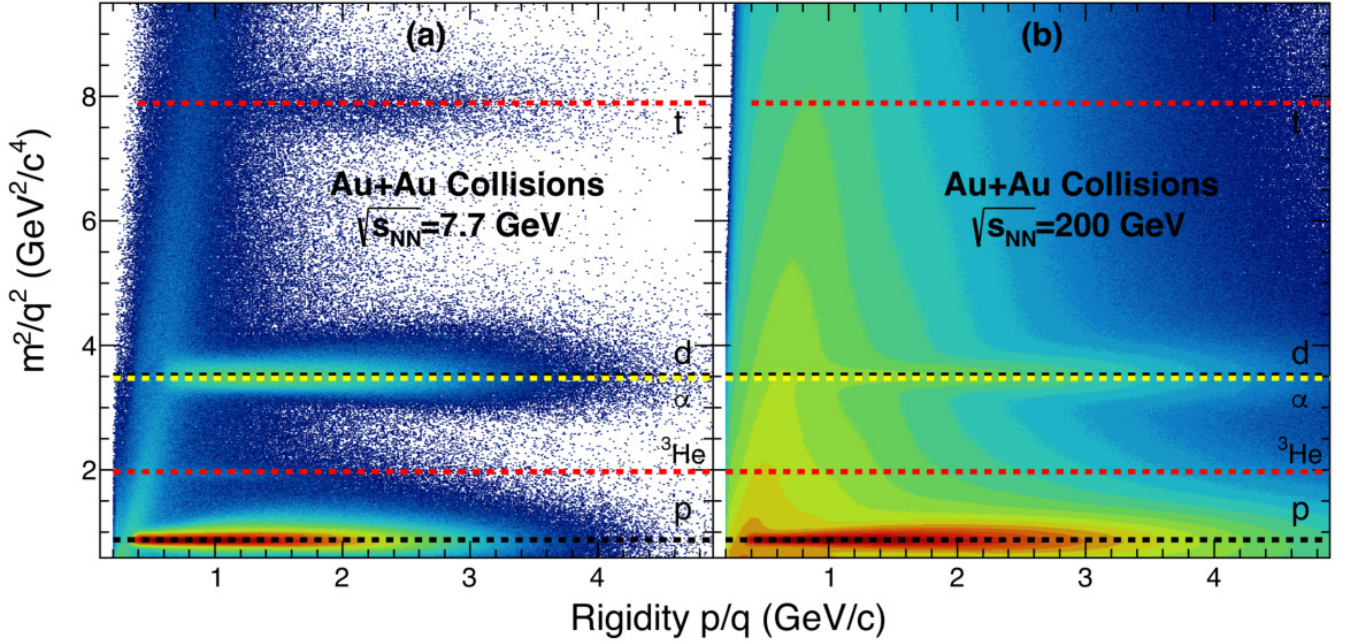 (a)
(b)
8
6
4
2
m²/q² (GeV²/c⁴)
t
t
Au+Au Collisions
√sNN=7.7 GeV
Au+Au Collisions
√sNN=200 GeV
d
α
d
α
³He
³He
p
p
1
2
3
4
1
2
3
4
Rigidity p/q (GeV/c)